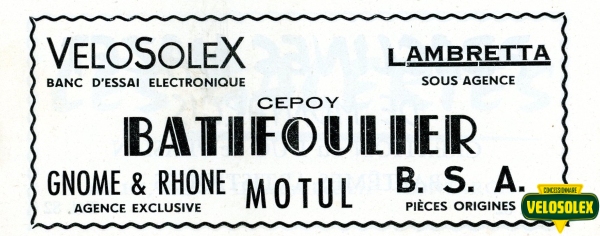 VELOSOLEX
BANC D'ESSAI ELECTRONIQUE
LAMBRETTA
SOUS AGENCE
CEPOY
BATIFOULIER
GNOME & RHONE
AGENCE EXCLUSIVE
MOTUL
B. S. A.
PIÈCES ORIGINES
CONCESSIONNAIRE
VELOSOLEX